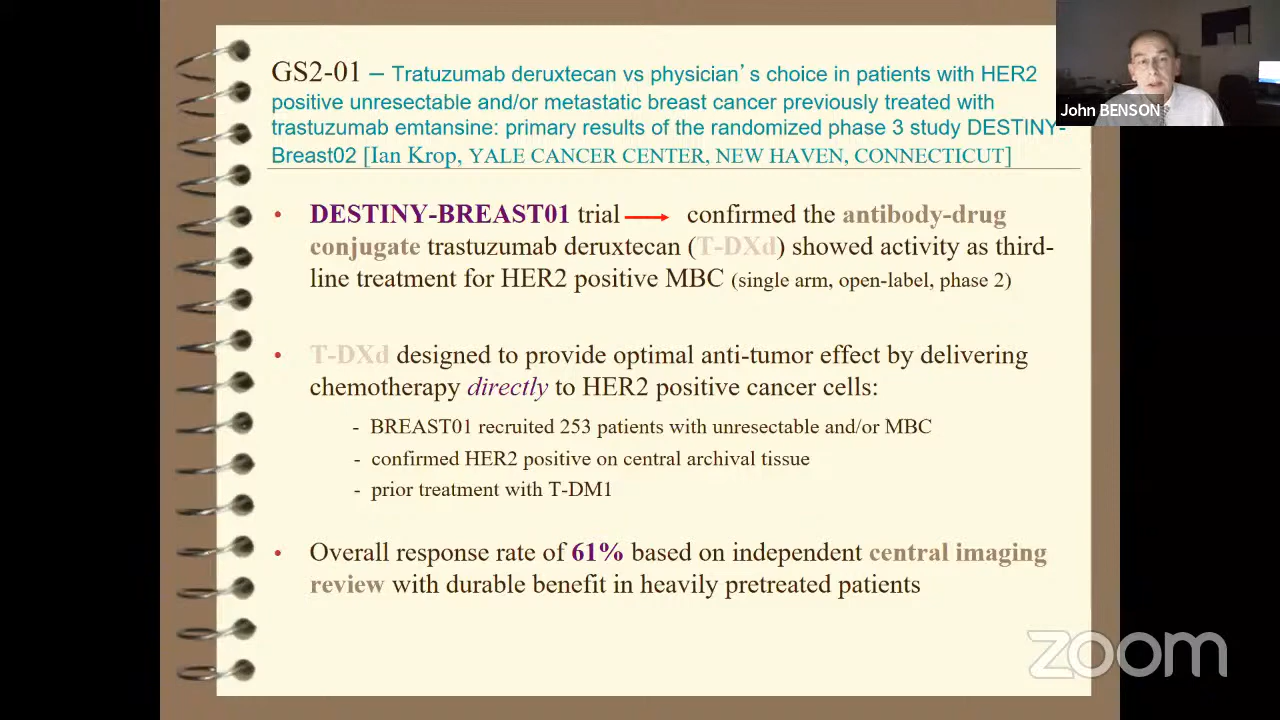 GS2-01 – Tratuzumab deruxtecan vs physician's choice in patients with HER2
positive unresectable and/or metastatic breast cancer previously treated with
trastuzumab emtansine: primary results of the randomized phase 3 study DESTINY-
Breast02 [Ian Krop, YALE CANCER CENTER, NEW HAVEN, CONNECTICUT]
John BENSON
• DESTINY-BREAST01 trial → confirmed the antibody-drug
conjugate trastuzumab deruxtecan (T-DXd) showed activity as third-
line treatment for HER2 positive MBC (single arm, open-label, phase 2)
• T-DXd designed to provide optimal anti-tumor effect by delivering
chemotherapy directly to HER2 positive cancer cells:
- BREAST01 recruited 253 patients with unresectable and/or MBC
- confirmed HER2 positive on central archival tissue
- prior treatment with T-DM1
• Overall response rate of 61% based on independent central imaging
review with durable benefit in heavily pretreated patients
zoom